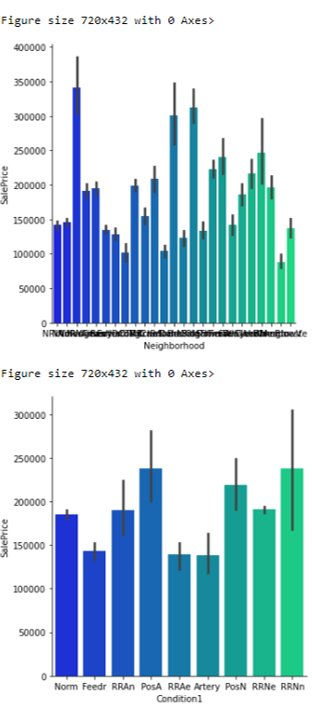 Figure size 720x432 with 0 Axes>
400000
350000
300000
250000
200000
150000
100000
50000
0
SalePrice
Neighborhood
Figure size 720x432 with 0 Axes>
300000
250000
200000
150000
100000
50000
0
SalePrice
Norm Feedr RRAn PosA RRAe Artery PosN RRNe RRNn
Condition1